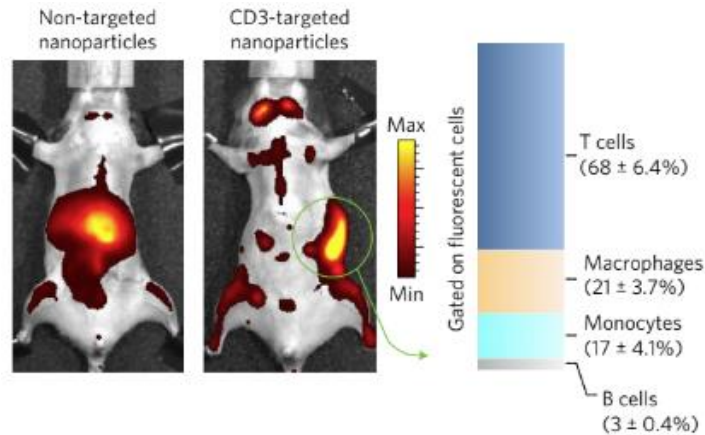 Non-targeted
nanoparticles
CD3-targeted
nanoparticles
Max
Min
Gated on fluorescent cells
T cells
(68 ± 6.4%)
Macrophages
(21 ± 3.7%)
Monocytes
(17 ± 4.1%)
B cells
(3 ± 0.4%)